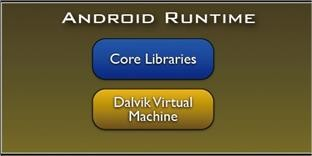 Android Runtime
Core Libraries
Dalvik Virtual
Machine